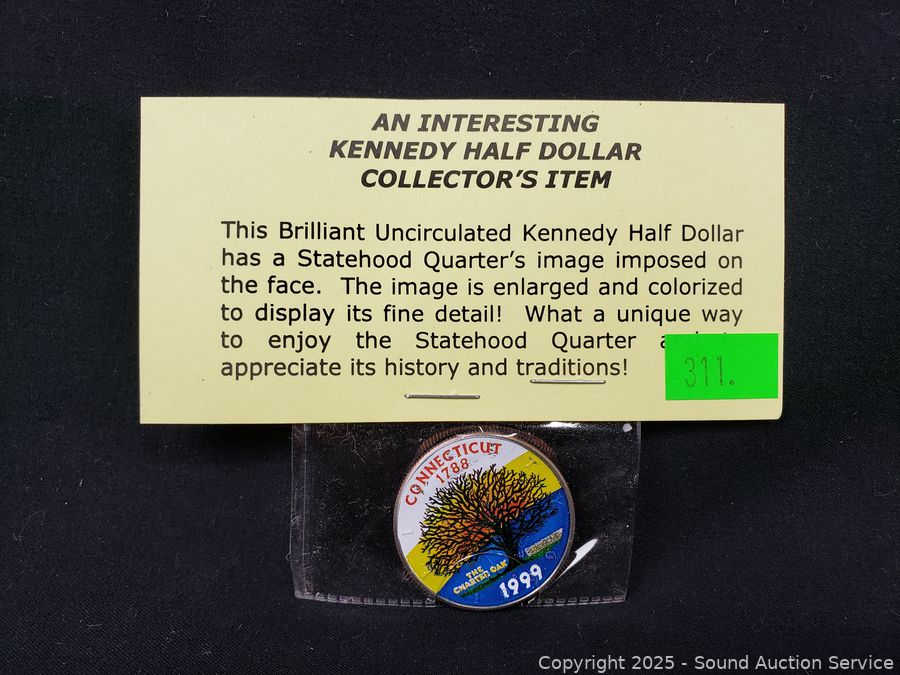 AN INTERESTING
KENNEDY HALF DOLLAR
COLLECTOR'S ITEM
This Brilliant Uncirculated Kennedy Half Dollar
has a Statehood Quarter's image imposed on
the face. The image is enlarged and colorized
to display its fine detail! What a unique way
to enjoy the Statehood Quarter
appreciate its history and traditions!
311.
CONNECTICUT
1788
THE
CHARTER OAK
1999
Copyright 2025 - Sound Auction Service